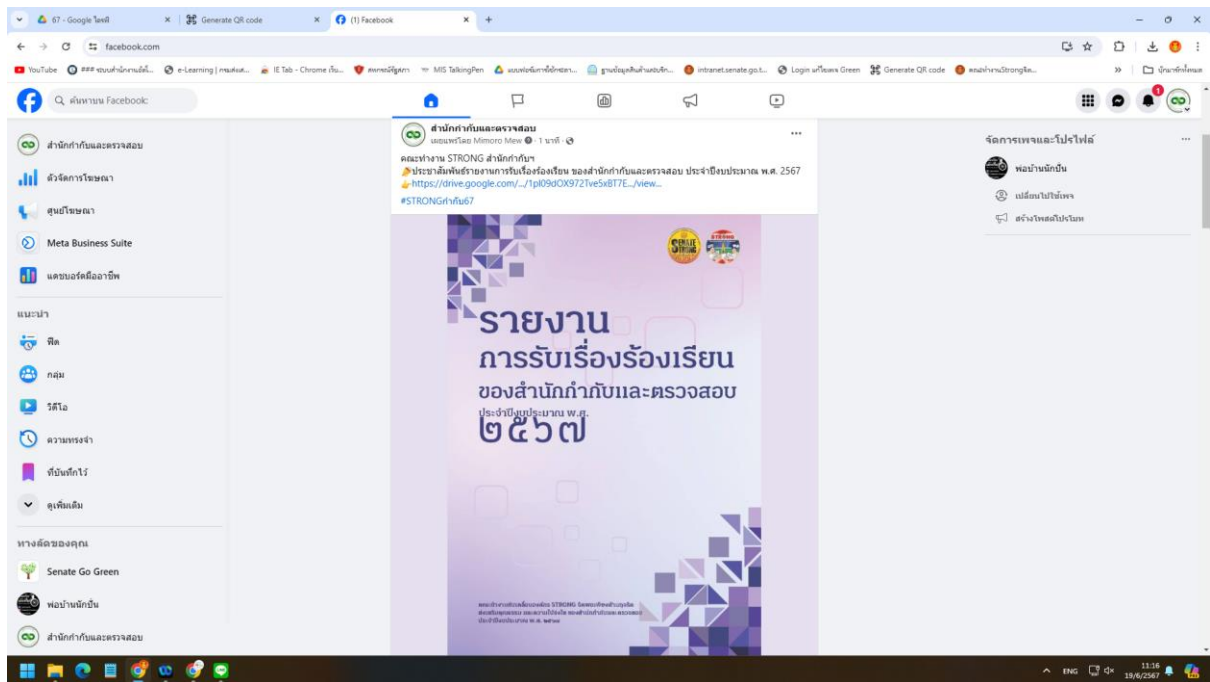 67 - Google ไดรฟ์
Generate QR code
(1) Facebook
facebook.com
YouTube
e-Learning |
IE Tab - Chrome เว็บ...
MIS TalkingPen
intranet.senate.go.t...
Generate QR code
ค้นหาบน Facebook
สำนักกำกับและตรวจสอบ
ตัวจัดการโฆษณา
ศูนย์โฆษณา
Meta Business Suite
แดชบอร์ดมืออาชีพ
แนะนำ
ฟีด
กลุ่ม
วิดีโอ
ความทรงจำ
ที่บันทึกไว้
ดูเพิ่มเติม
ทางลัดของคุณ
Senate Go Green
พ่อบ้านนักปั่น
สำนักกำกับและตรวจสอบ
สำนักกำกับและตรวจสอบ
เผยแพร่โดย Mimoro Mew · 1 นาที ·
คณะทำงาน STRONG สำนักกำกับฯ
ประชาสัมพันธ์รายงานการรับเรื่องร้องเรียน ของสำนักกำกับและตรวจสอบ ประจำปีงบประมาณ พ.ศ. 2567
https://drive.google.com/.../1pl09dOX972Tve5xBT7E.../view...
#STRONGกำกับ67
SENATE STRONG
STRONG
รายงาน
การรับเรื่องร้องเรียน
ของสำนักกำกับและตรวจสอบ
ประจำปีงบประมาณ พ.ศ.
๒๕๖๗
จัดการเพจและโปรไฟล์
พ่อบ้านนักปั่น
เปลี่ยนไปใช้เพจ
สร้างโพสต์โปรโมท
ENG
11:16
19/6/2567